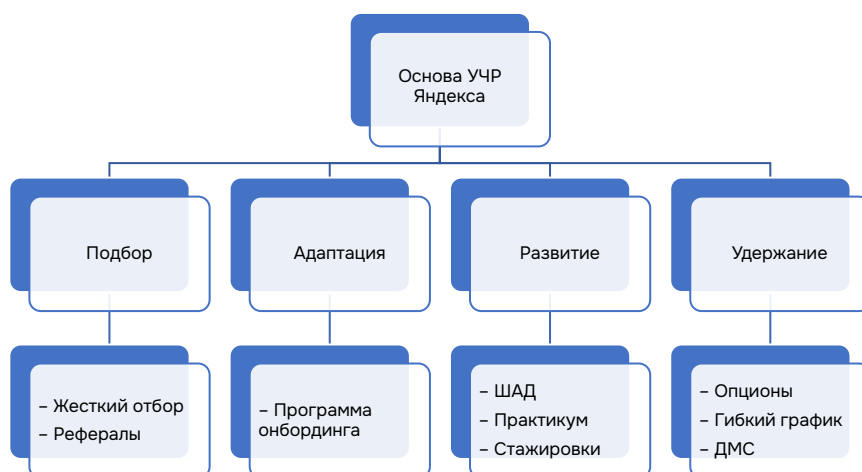 Основа УЧР
Яндекса
Подбор
Адаптация
Развитие
Удержание
– Жесткий отбор
– Рефералы
– Программа
онбординга
– ШАД
– Практикум
– Стажировки
– Опционы
– Гибкий график
– ДМС